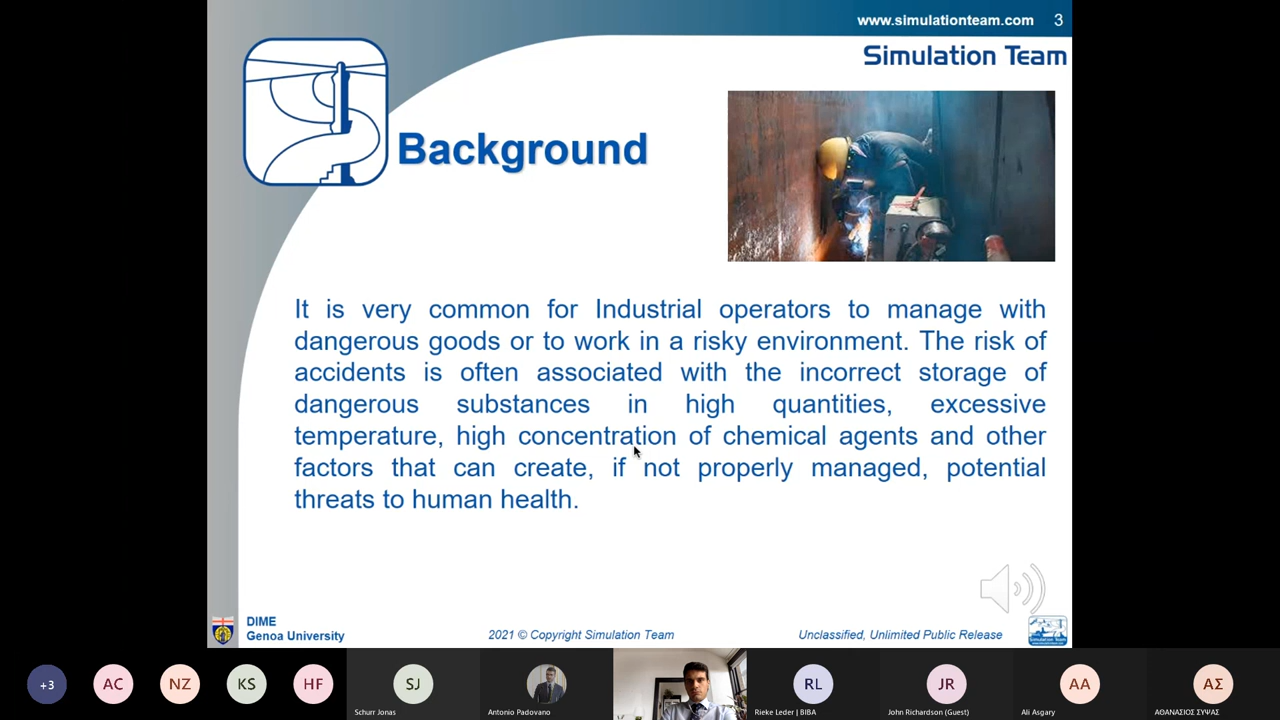 www.simulationteam.com 3
Simulation Team
Background
It is very common for Industrial operators to manage with
dangerous goods or to work in a risky environment. The risk of
accidents is often associated with the incorrect storage of
dangerous substances in high quantities, excessive
temperature, high concentration of chemical agents and other
factors that can create, if not properly managed, potential
threats to human health.
DIME
Genoa University
2021 © Copyright Simulation Team
Unclassified, Unlimited Public Release
Simulation Team
+3
AC
NZ
KS
HF
SJ
RL
JR
AA
ΑΣ
Schurr Jonas
Antonio Padovano
Rieke Leder | BIBA
John Richardson (Guest)
Ali Asgary
ΑΘΑΝΑΣΙΟΣ ΣΥΨΑΣ